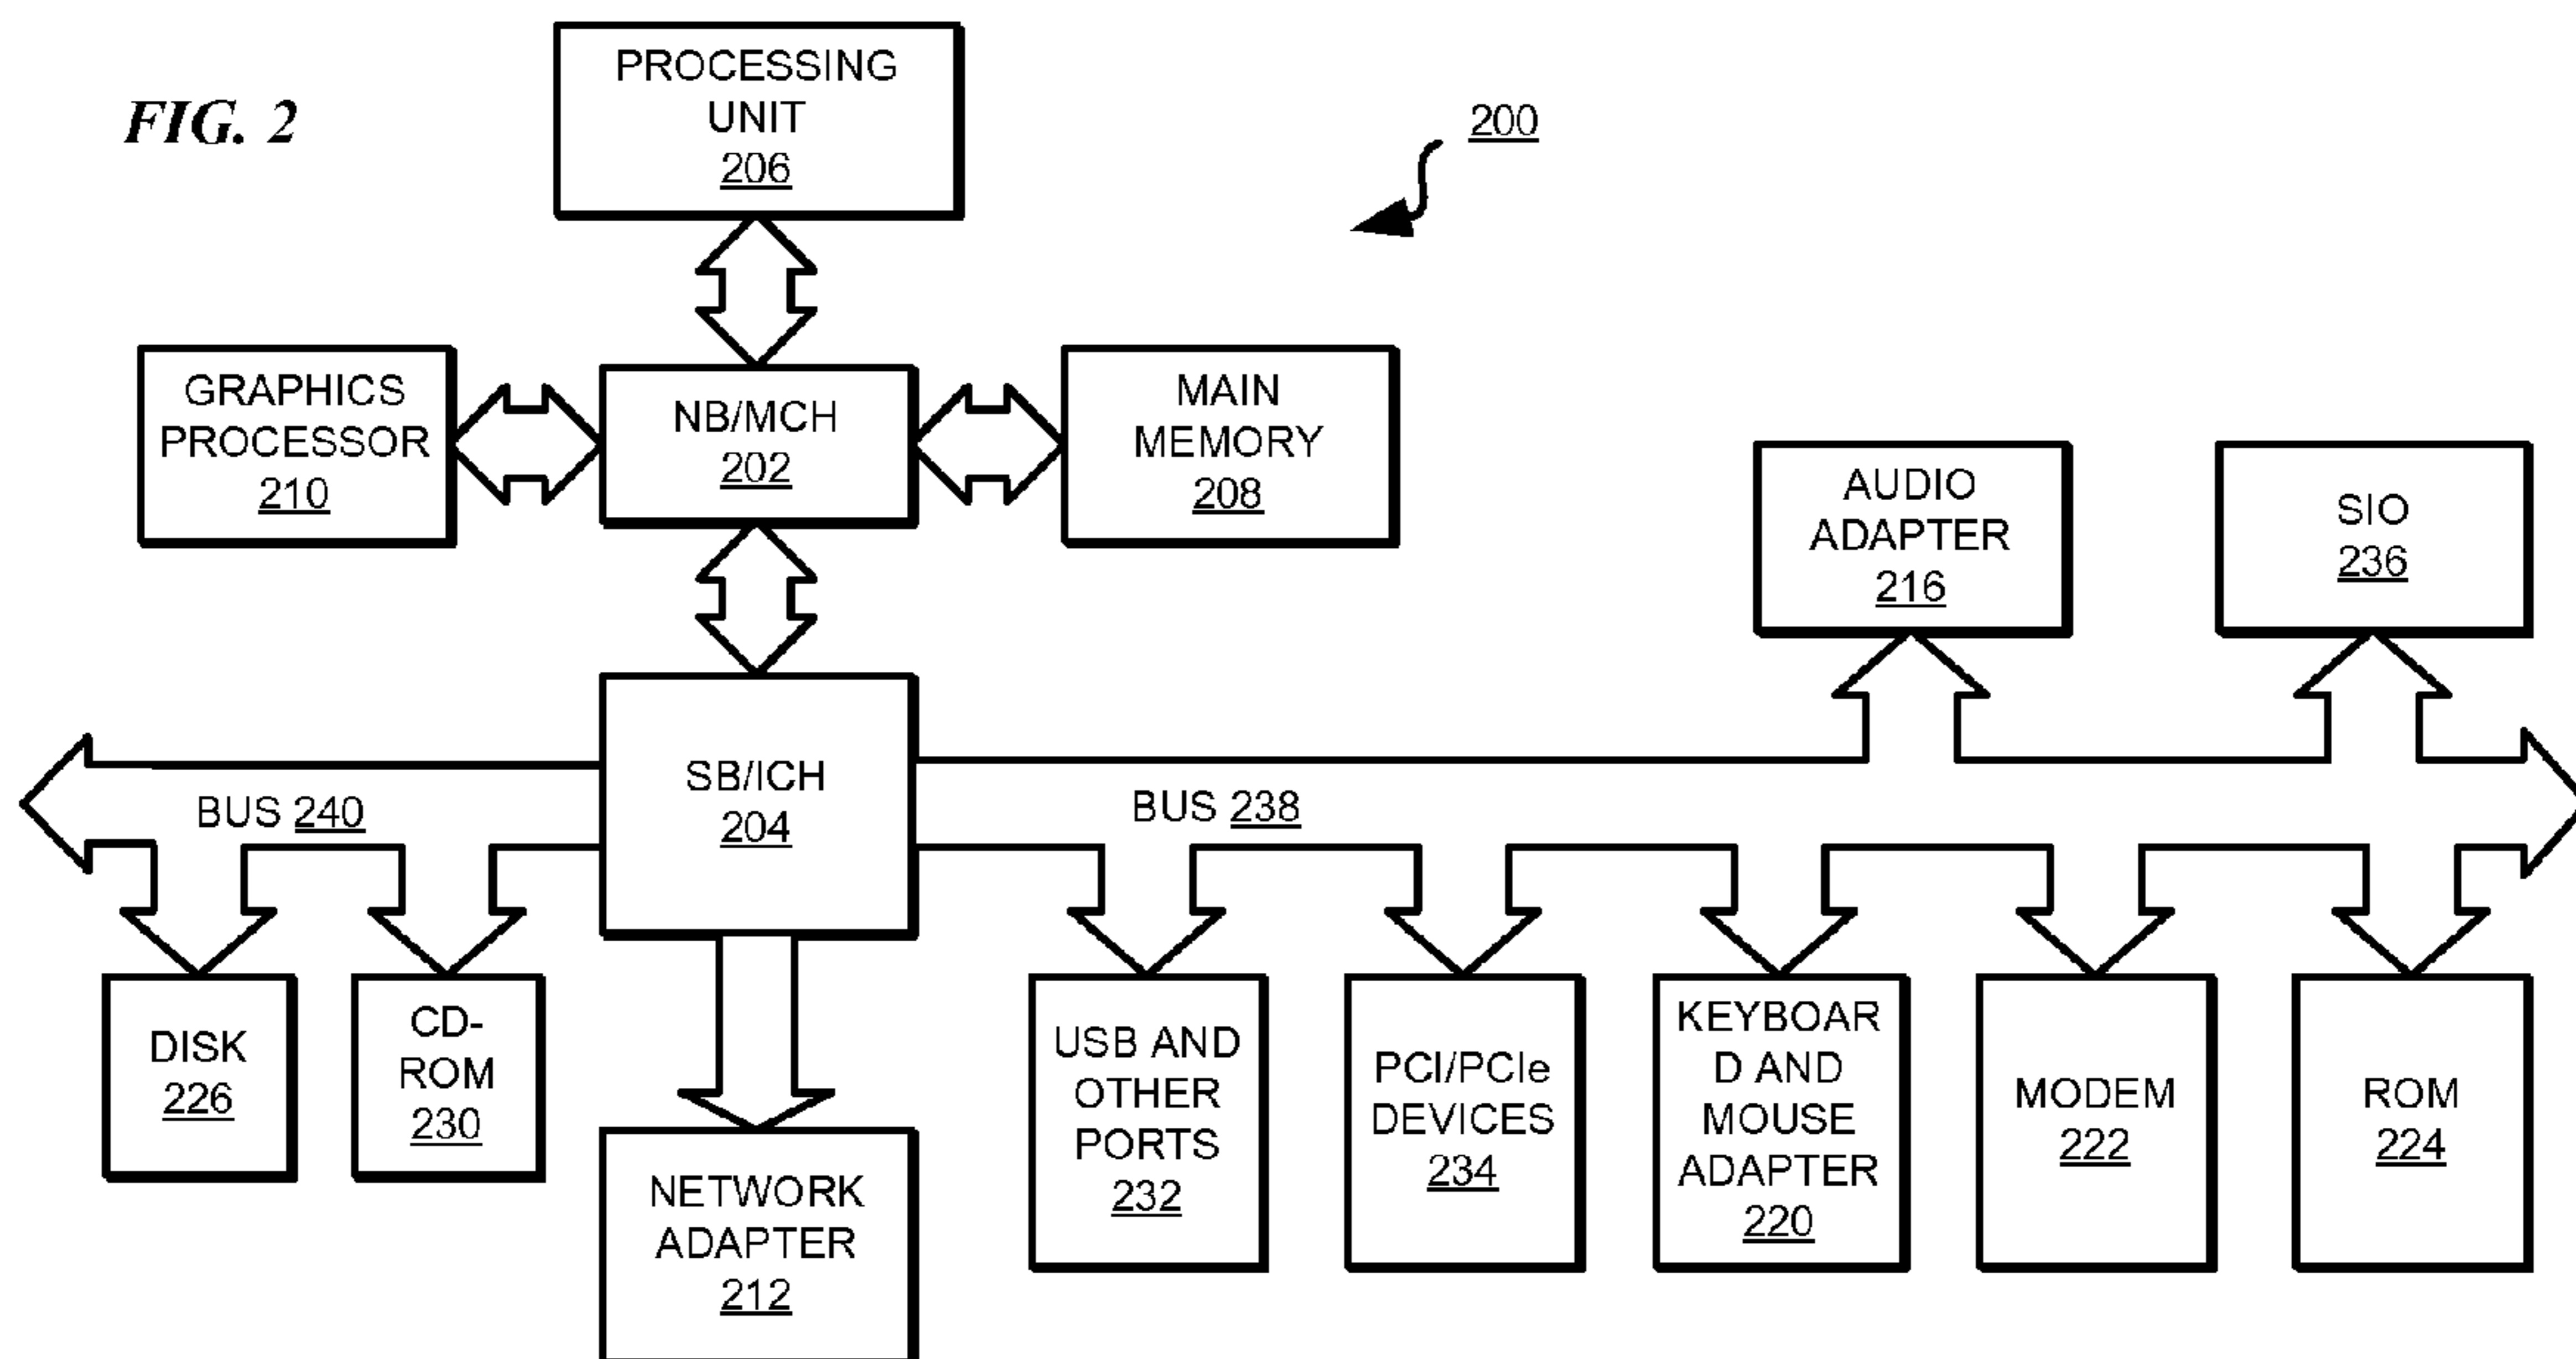 FIG. 2
PROCESSING
UNIT
206
200
GRAPHICS
PROCESSOR
210
NB/MCH
202
MAIN
MEMORY
208
AUDIO
ADAPTER
216
SIO
236
SB/ICH
204
BUS 240
BUS 238
DISK
226
CD-
ROM
230
NETWORK
ADAPTER
212
USB AND
OTHER
PORTS
232
PCI/PCIe
DEVICES
234
KEYBOAR
D AND
MOUSE
ADAPTER
220
MODEM
222
ROM
224